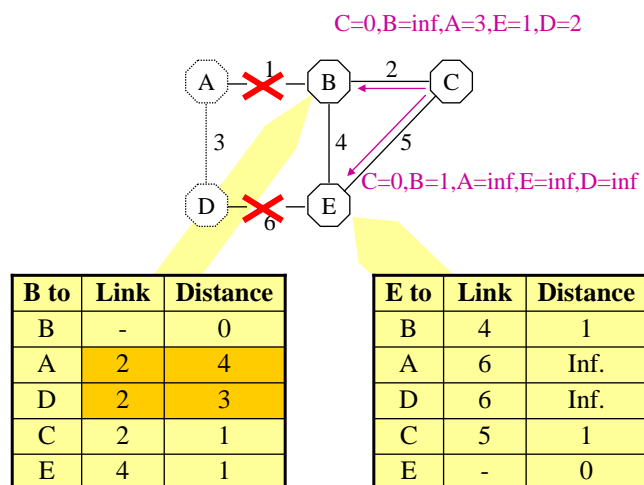 C=0,B=inf,A=3,E=1,D=2
1
2
A
B
C
3
4
5
C=0,B=1,A=inf,E=inf,D=inf
D
E
6
B to Link Distance
B - 0
A 2 4
D 2 3
C 2 1
E 4 1
E to Link Distance
B 4 1
A 6 Inf.
D 6 Inf.
C 5 1
E - 0